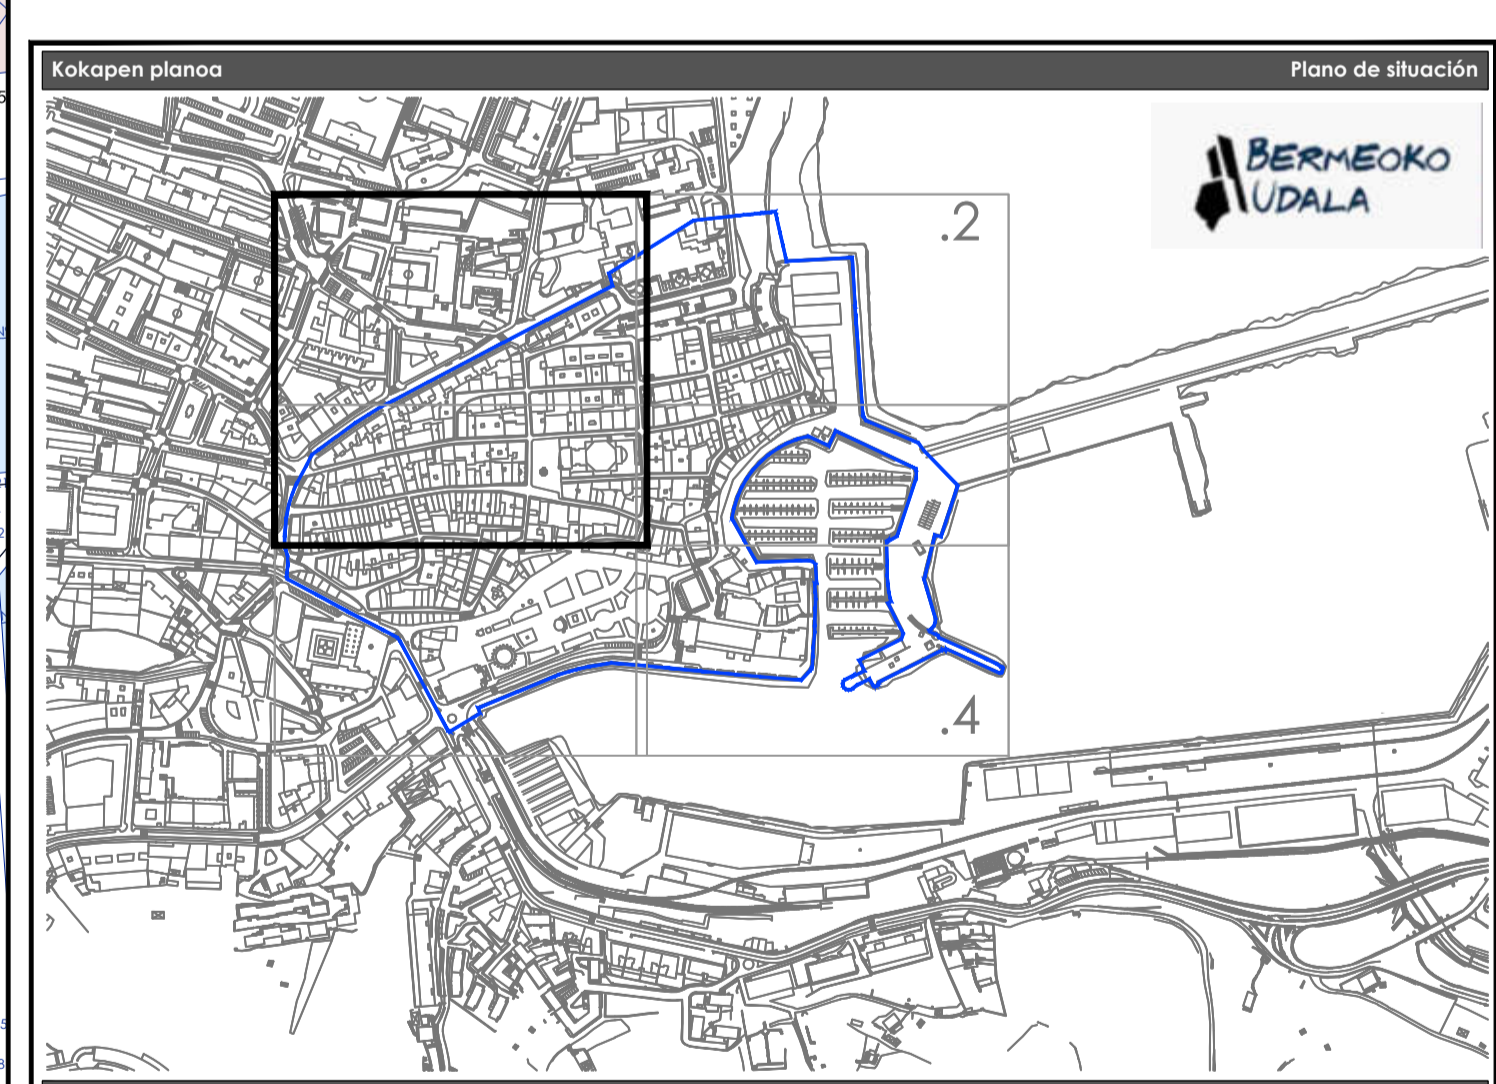 Kokapen planoa
Plano de situación
BERMEOKO
UDALA
.2
.4